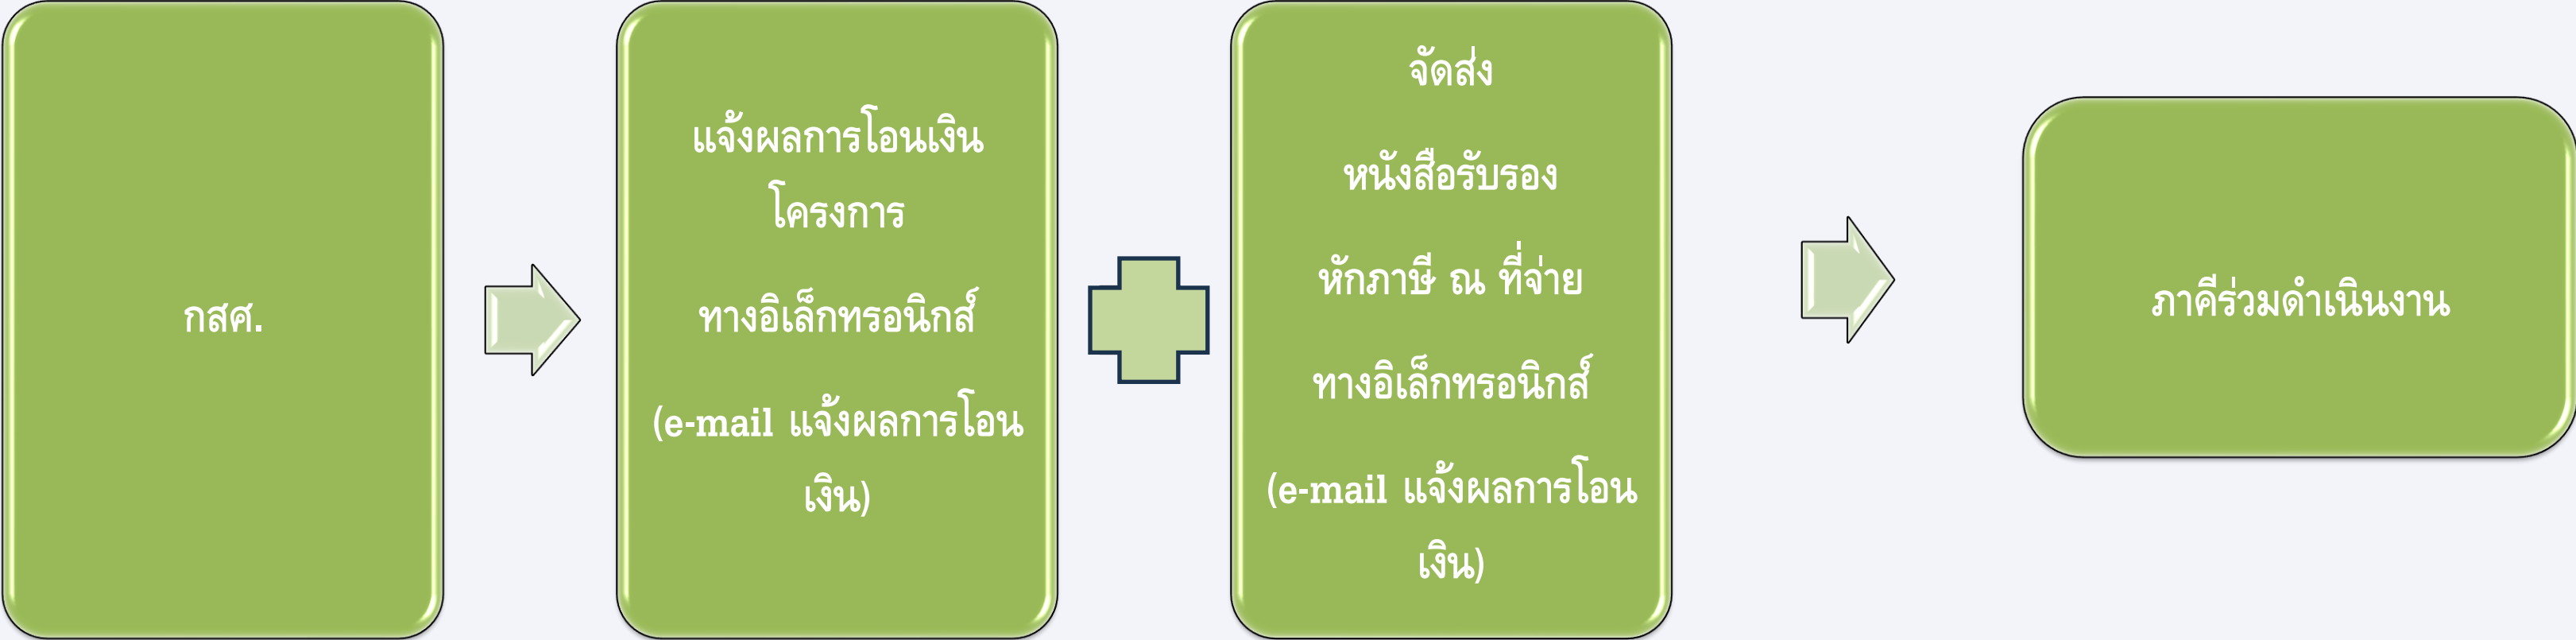 กสศ.
แจ้งผลการโอนเงิน
โครงการ
ทางอิเล็กทรอนิกส์
(e-mail แจ้งผลการโอน
เงิน)
จัดส่ง
หนังสือรับรอง
หักภาษี ณ ที่จ่าย
ทางอิเล็กทรอนิกส์
(e-mail แจ้งผลการโอน
เงิน)
ภาคีร่วมดำเนินงาน